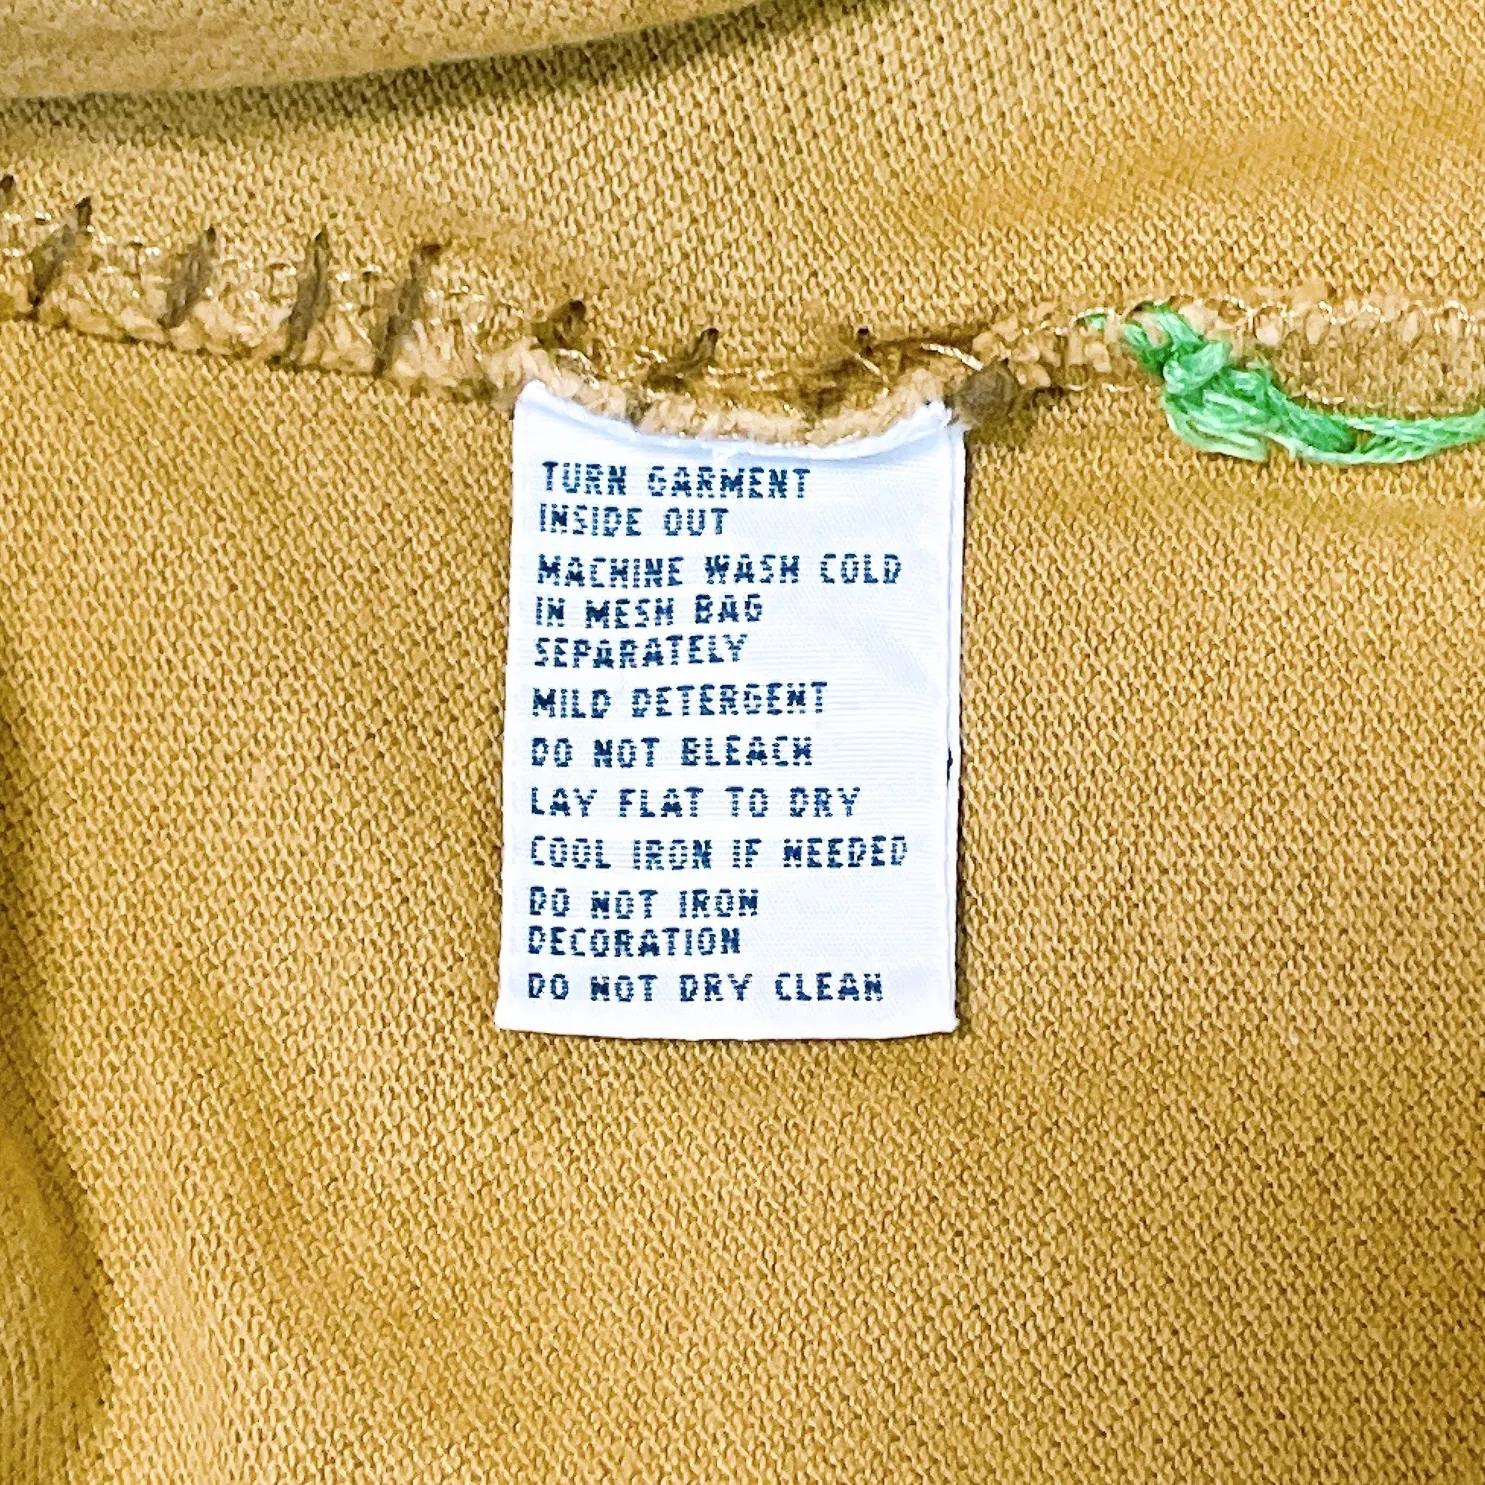 TURN GARMENT
INSIDE OUT
MACHINE WASH COLD
IN MESH BAG
SEPARATELY
MILD DETERGENT
DO NOT BLEACH
LAY FLAT TO DRY
COOL IRON IF NEEDED
DO NOT IRON
DECORATION
DO NOT DRY CLEAN